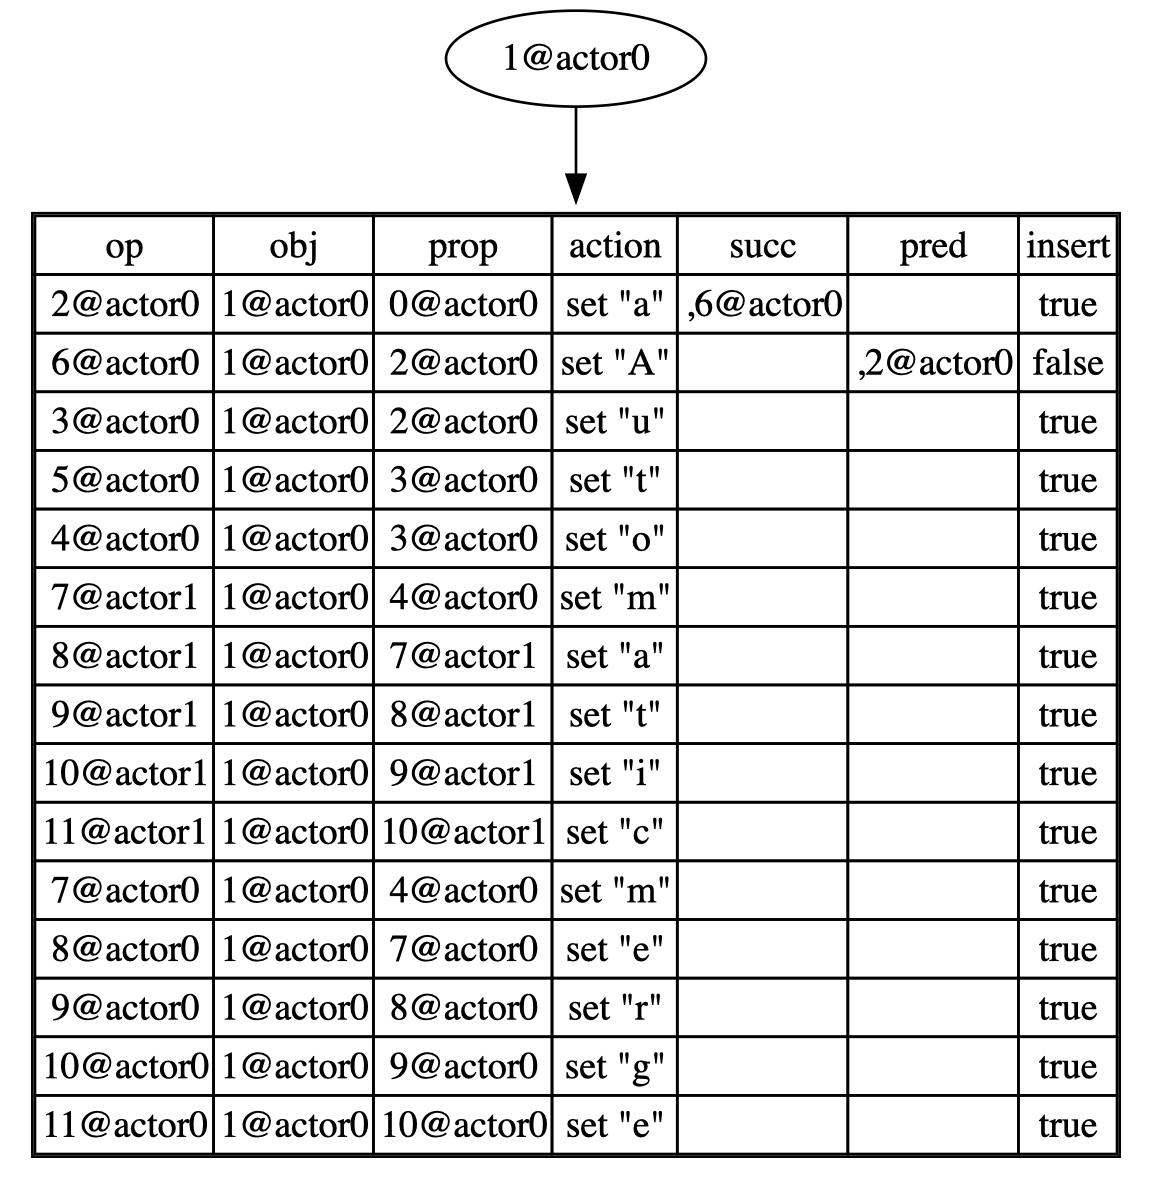 1@actor0
op obj prop action succ pred insert
2@actor0 1@actor0 0@actor0 set "a" ,6@actor0 true
6@actor0 1@actor0 2@actor0 set "A" ,2@actor0 false
3@actor0 1@actor0 2@actor0 set "u" true
5@actor0 1@actor0 3@actor0 set "t" true
4@actor0 1@actor0 3@actor0 set "o" true
7@actor1 1@actor0 4@actor0 set "m" true
8@actor1 1@actor0 7@actor1 set "a" true
9@actor1 1@actor0 8@actor1 set "t" true
10@actor1 1@actor0 9@actor1 set "i" true
11@actor1 1@actor0 10@actor1 set "c" true
7@actor0 1@actor0 4@actor0 set "m" true
8@actor0 1@actor0 7@actor0 set "e" true
9@actor0 1@actor0 8@actor0 set "r" true
10@actor0 1@actor0 9@actor0 set "g" true
11@actor0 1@actor0 10@actor0 set "e" true